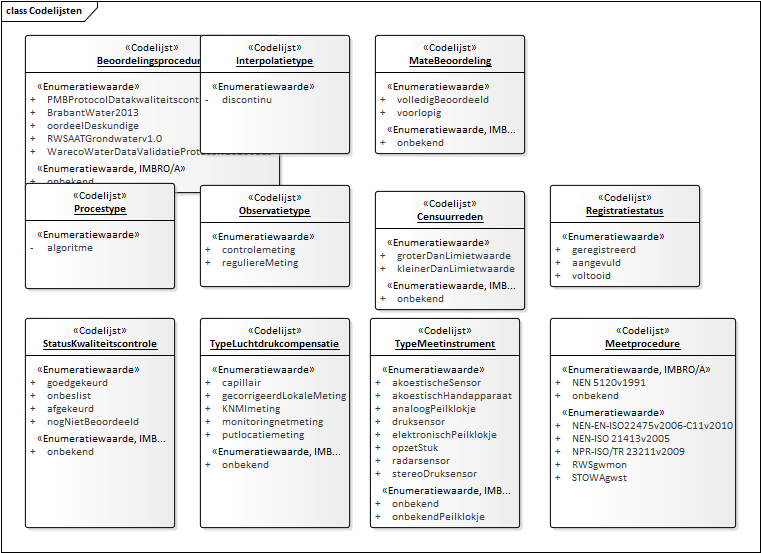 class Codelijsten
«Codelijst»
Beoordelingsprocedur
«Enumeratiewaarde»
+ PMBProtocolDatakwaliteitscont
+ BrabantWater2013
+ oordeelDeskundige
+ RWSAATGrondwaterv1.0
+ WarecoWaterDataValidatieProt
«Enumeratiewaarde, IMBRO/A»
+ onbekend
«Codelijst»
Interpolatietype
«Enumeratiewaarde»
- discontinu
«Codelijst»
MateBeoordeling
«Enumeratiewaarde»
+ volledigBeoordeeld
+ voorlopig
«Enumeratiewaarde, IMB...
+ onbekend
«Codelijst»
Procestype
«Enumeratiewaarde»
- algoritme
«Codelijst»
Observatietype
«Enumeratiewaarde»
+ controlemeting
+ reguliereMeting
«Codelijst»
Censuurreden
«Enumeratiewaarde»
+ groterDanLimietwaarde
+ kleinerDanLimietwaarde
«Enumeratiewaarde, IMB...
+ onbekend
«Codelijst»
Registratiestatus
«Enumeratiewaarde»
+ geregistreerd
+ aangevuld
+ voltooid
«Codelijst»
StatusKwaliteitscontrole
«Enumeratiewaarde»
+ goedgekeurd
+ onbeslist
+ afgekeurd
+ nogNietBeoordeeld
«Enumeratiewaarde, IMB...
+ onbekend
«Codelijst»
TypeLuchtdrukcompensatie
«Enumeratiewaarde»
+ capillair
+ gecorrigeerdLokaleMeting
+ KNMImeting
+ monitoringnetmeting
+ putlocatiemeting
«Enumeratiewaarde, IMB...
+ onbekend
«Codelijst»
TypeMeetinstrument
«Enumeratiewaarde»
+ akoestischeSensor
+ akoestischHandapparaat
+ analoogPeilklokje
+ druksensor
+ elektronischPeilklokje
+ opzetStuk
+ radarsensor
+ stereoDruksensor
«Enumeratiewaarde, IMB...
+ onbekend
+ onbekendPeilklokje
«Codelijst»
Meetprocedure
«Enumeratiewaarde, IMBRO/A»
+ NEN 5120v1991
+ onbekend
«Enumeratiewaarde»
+ NEN-EN-ISO22475v2006-C11v2010
+ NEN-ISO 21413v2005
+ NPR-ISO/TR 23211v2009
+ RWSgwmon
+ STOWAgwst